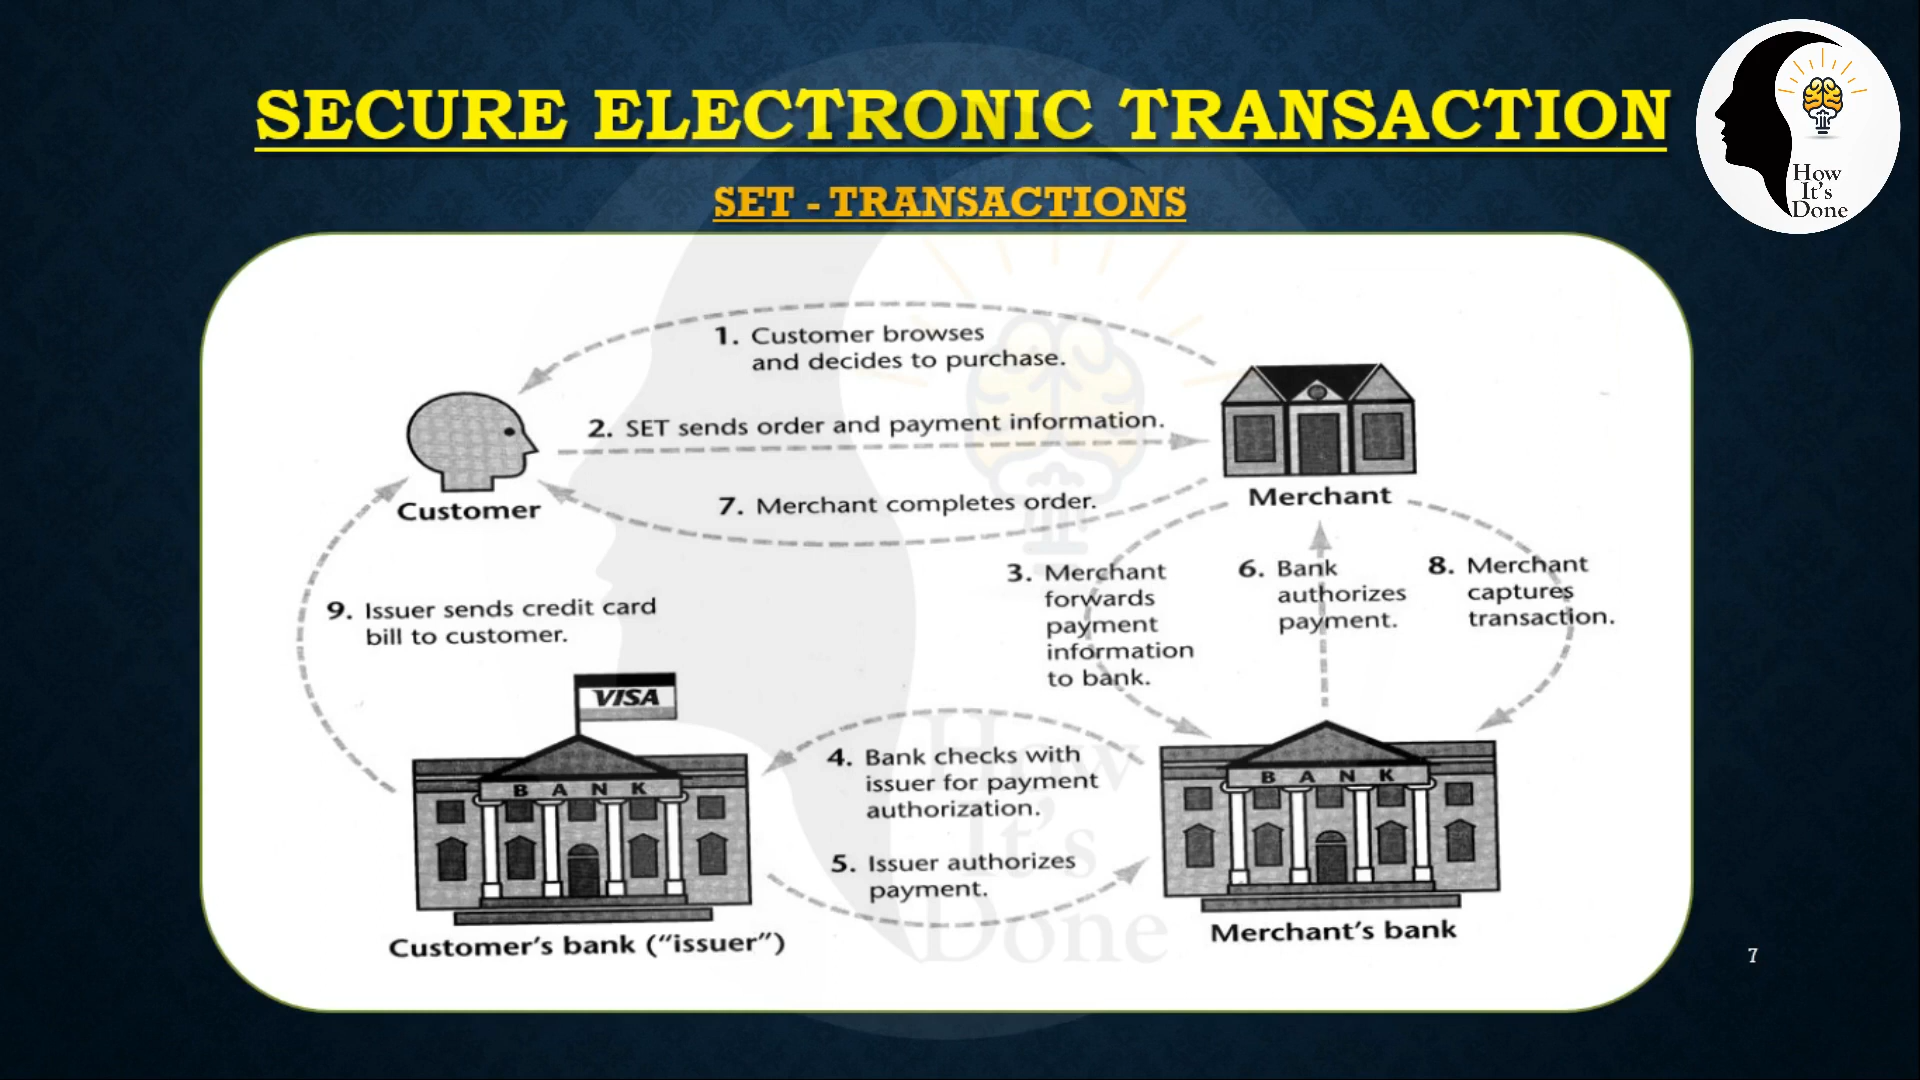 SECURE ELECTRONIC TRANSACTION
How
It's
Done
SET - TRANSACTIONS
1. Customer browses
and decides to purchase.
2. SET sends order and payment information.
Customer
7. Merchant completes order.
Merchant
3. Merchant
forwards
payment
information
to bank.
6. Bank
authorizes
payment.
8. Merchant
captures
transaction.
9. Issuer sends credit card
bill to customer.
VISA
BANK
4. Bank checks with
issuer for payment
authorization.
5. Issuer authorizes
payment.
BANK
Customer's bank ("issuer")
Merchant's bank
How
It's
Done
7